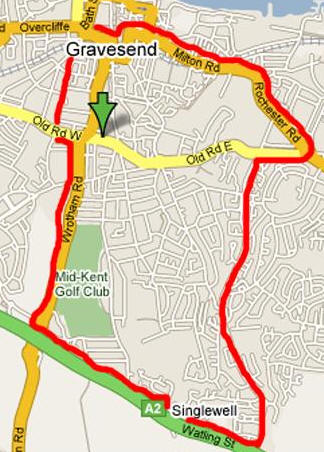 Overcliffe
Bath S
Gravesend
Milton Rd
Rochester Rd
Old Rd W
Old Rd E
Wrotham Rd
Mid-Kent
Golf Club
A2
Singlewell
Watling St
n Rd